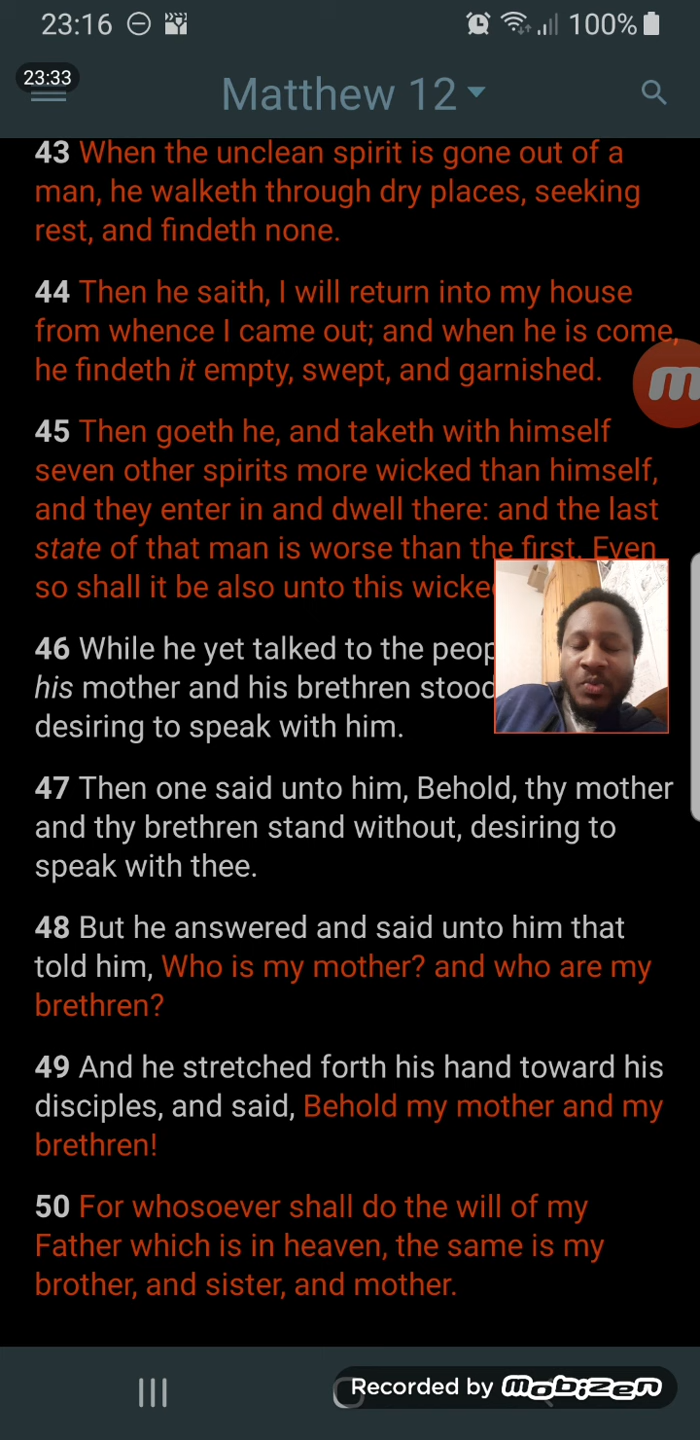 23:16 100%
23:33
Matthew 12
43 When the unclean spirit is gone out of a
man, he walketh through dry places, seeking
rest, and findeth none.
44 Then he saith, I will return into my house
from whence I came out; and when he is come,
he findeth it empty, swept, and garnished.
m
45 Then goeth he, and taketh with himself
seven other spirits more wicked than himself,
and they enter in and dwell there: and the last
state of that man is worse than the first. Even
so shall it be also unto this wicke
46 While he yet talked to the peop
his mother and his brethren stood
desiring to speak with him.
47 Then one said unto him, Behold, thy mother
and thy brethren stand without, desiring to
speak with thee.
48 But he answered and said unto him that
told him, Who is my mother? and who are my
brethren?
49 And he stretched forth his hand toward his
disciples, and said, Behold my mother and my
brethren!
50 For whosoever shall do the will of my
Father which is in heaven, the same is my
brother, and sister, and mother.
Recorded by mobizen